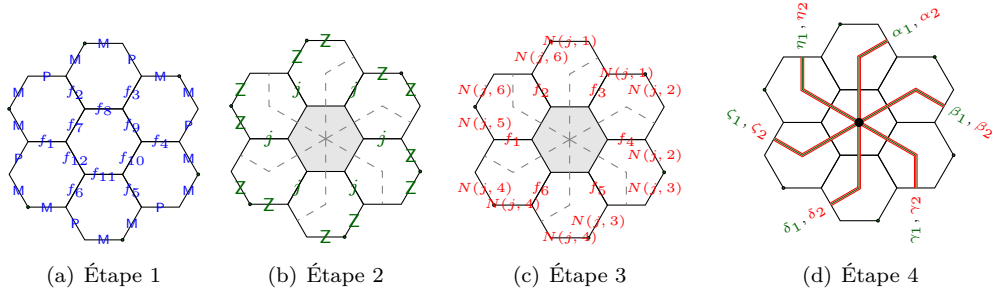 M
M P
P M
M f₂ f₃ M
f₈
f₇ f₉ P
f₁ f₄
P f₁₂ f₁₀ M
f₁₁
M f₆ f₅ M
M P
P M
M
(a) Étape 1
Z
Z
Z
Z j j Z
Z
j j
Z
j j
Z
Z
Z Z
Z
(b) Étape 2
N(j, 1)
N(j, 6)
N(j, 1)
N(j, 6) f₂ f₃ N(j, 2)
N(j, 5)
f₁ f₄
N(j, 2)
N(j, 4) f₆ f₅ N(j, 3)
N(j, 4)
N(j, 3)
N(j, 4)
(c) Étape 3
η₁, η₂
α₁, α₂
β₁, β₂
ζ₁, ζ₂
δ₁, δ₂
γ₁, γ₂
(d) Étape 4